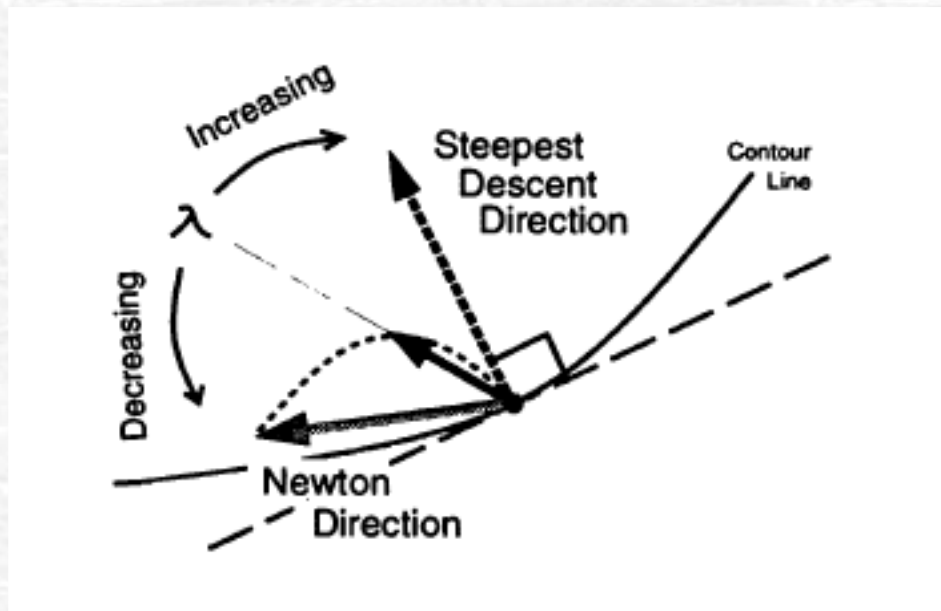 Increasing
Steepest
Descent
Direction
Contour
Line
λ
Decreasing
Newton
Direction